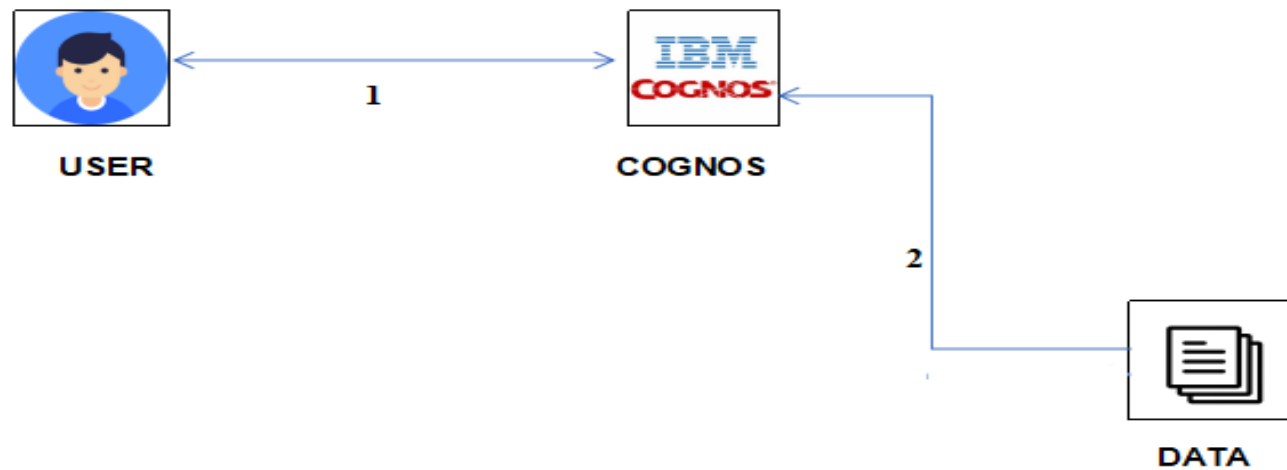 IBM
COGNOS
1
USER
COGNOS
2
DATA